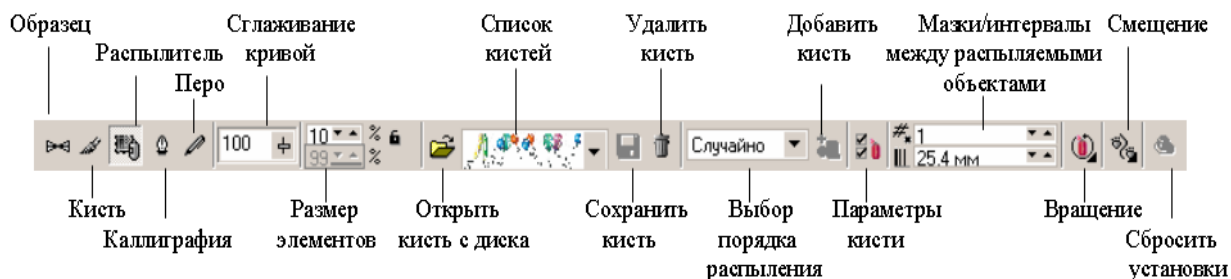 Образец
Распылитель
Перо
Сглаживание
кривой
Список
кистей
Удалить
кисть
Добавить
кисть
Мазки/интервалы
между распыляемыми
объектами
Смещение
100
10
%
99
%
Случайно
1
25.4 мм
Кисть
Каллиграфия
Размер
элементов
Открыть
кисть с диска
Сохранить
кисть
Выбор
порядка
распыления
Параметры
кисти
Вращение
Сбросить
установки